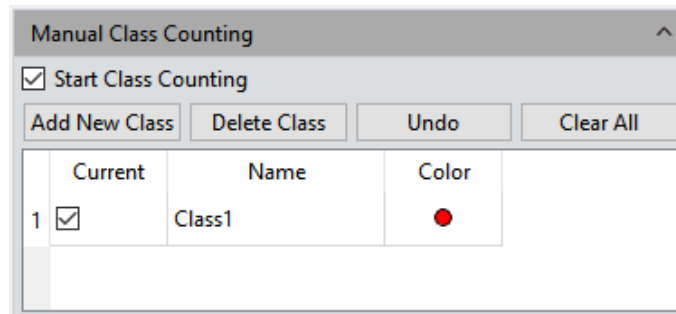 Manual Class Counting
Start Class Counting
Add New Class Delete Class Undo Clear All
Current Name Color
1 Class1